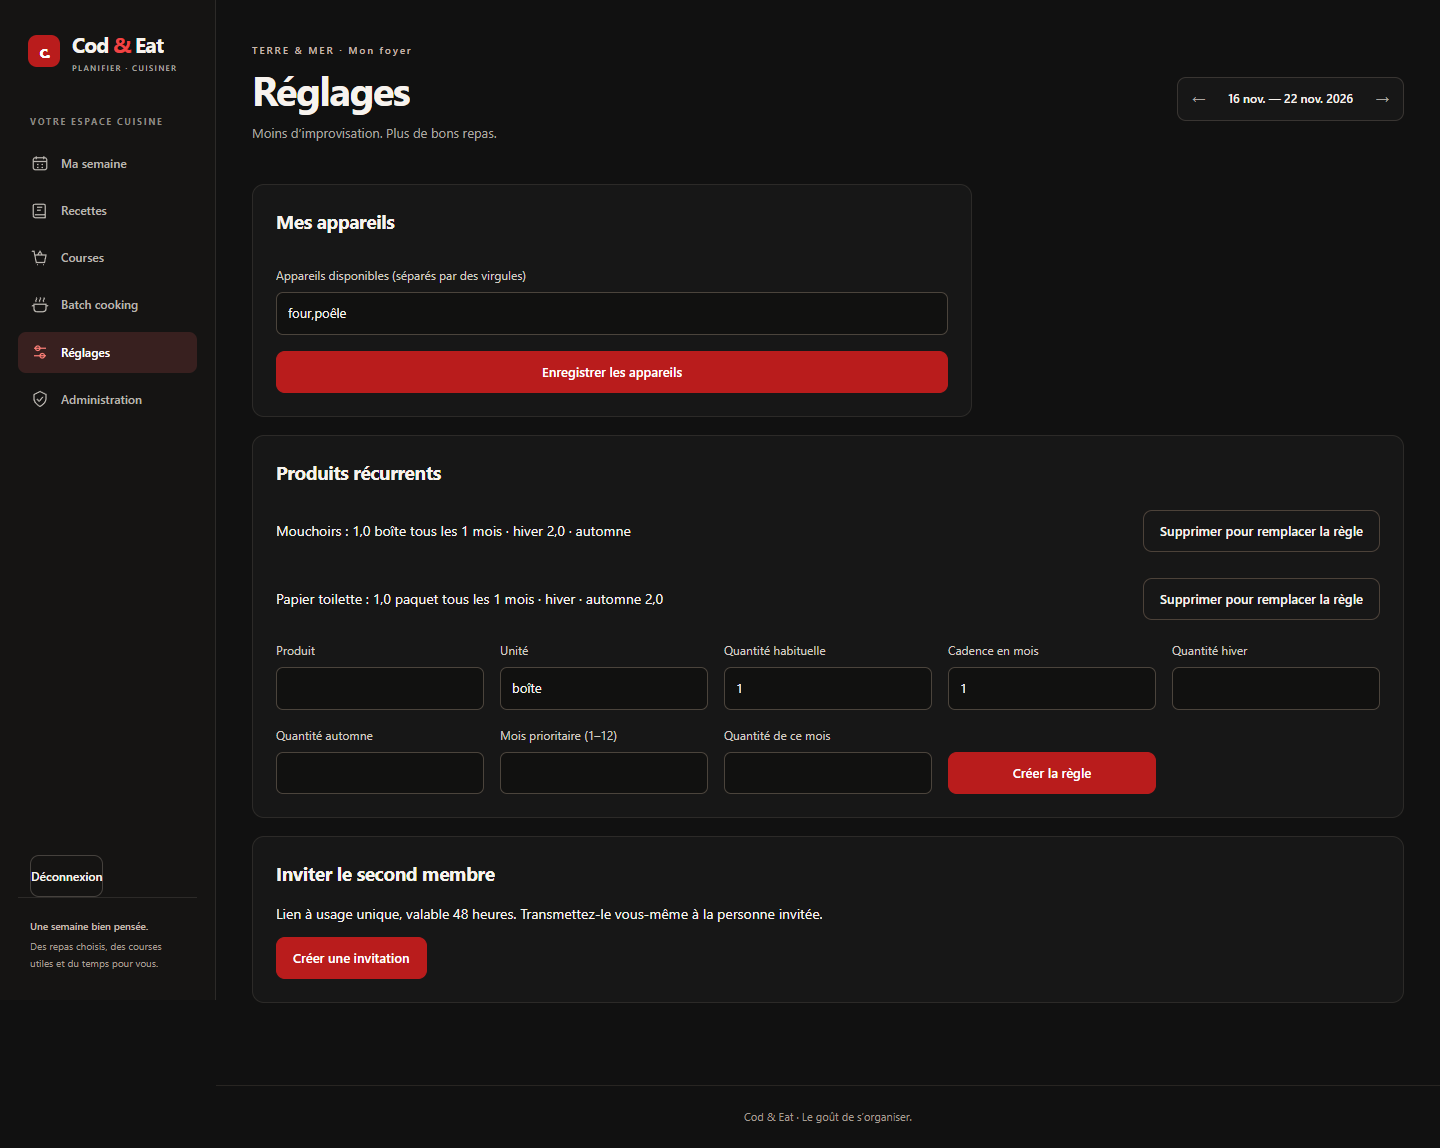 c.
Cod & Eat
PLANIFIER · CUISINER
VOTRE ESPACE CUISINE
Ma semaine
Recettes
Courses
Batch cooking
Réglages
Administration
Déconnexion
Une semaine bien pensée.
Des repas choisis, des courses
utiles et du temps pour vous.
TERRE & MER · Mon foyer
Réglages
Moins d’improvisation. Plus de bons repas.
← 16 nov. — 22 nov. 2026 →
Mes appareils
Appareils disponibles (séparés par des virgules)
four,poêle
Enregistrer les appareils
Produits récurrents
Mouchoirs : 1,0 boîte tous les 1 mois · hiver 2,0 · automne
Supprimer pour remplacer la règle
Papier toilette : 1,0 paquet tous les 1 mois · hiver · automne 2,0
Supprimer pour remplacer la règle
Produit Unité Quantité habituelle Cadence en mois Quantité hiver
boîte 1 1
Quantité automne Mois prioritaire (1–12) Quantité de ce mois
Créer la règle
Inviter le second membre
Lien à usage unique, valable 48 heures. Transmettez-le vous-même à la personne invitée.
Créer une invitation
Cod & Eat · Le goût de s’organiser.